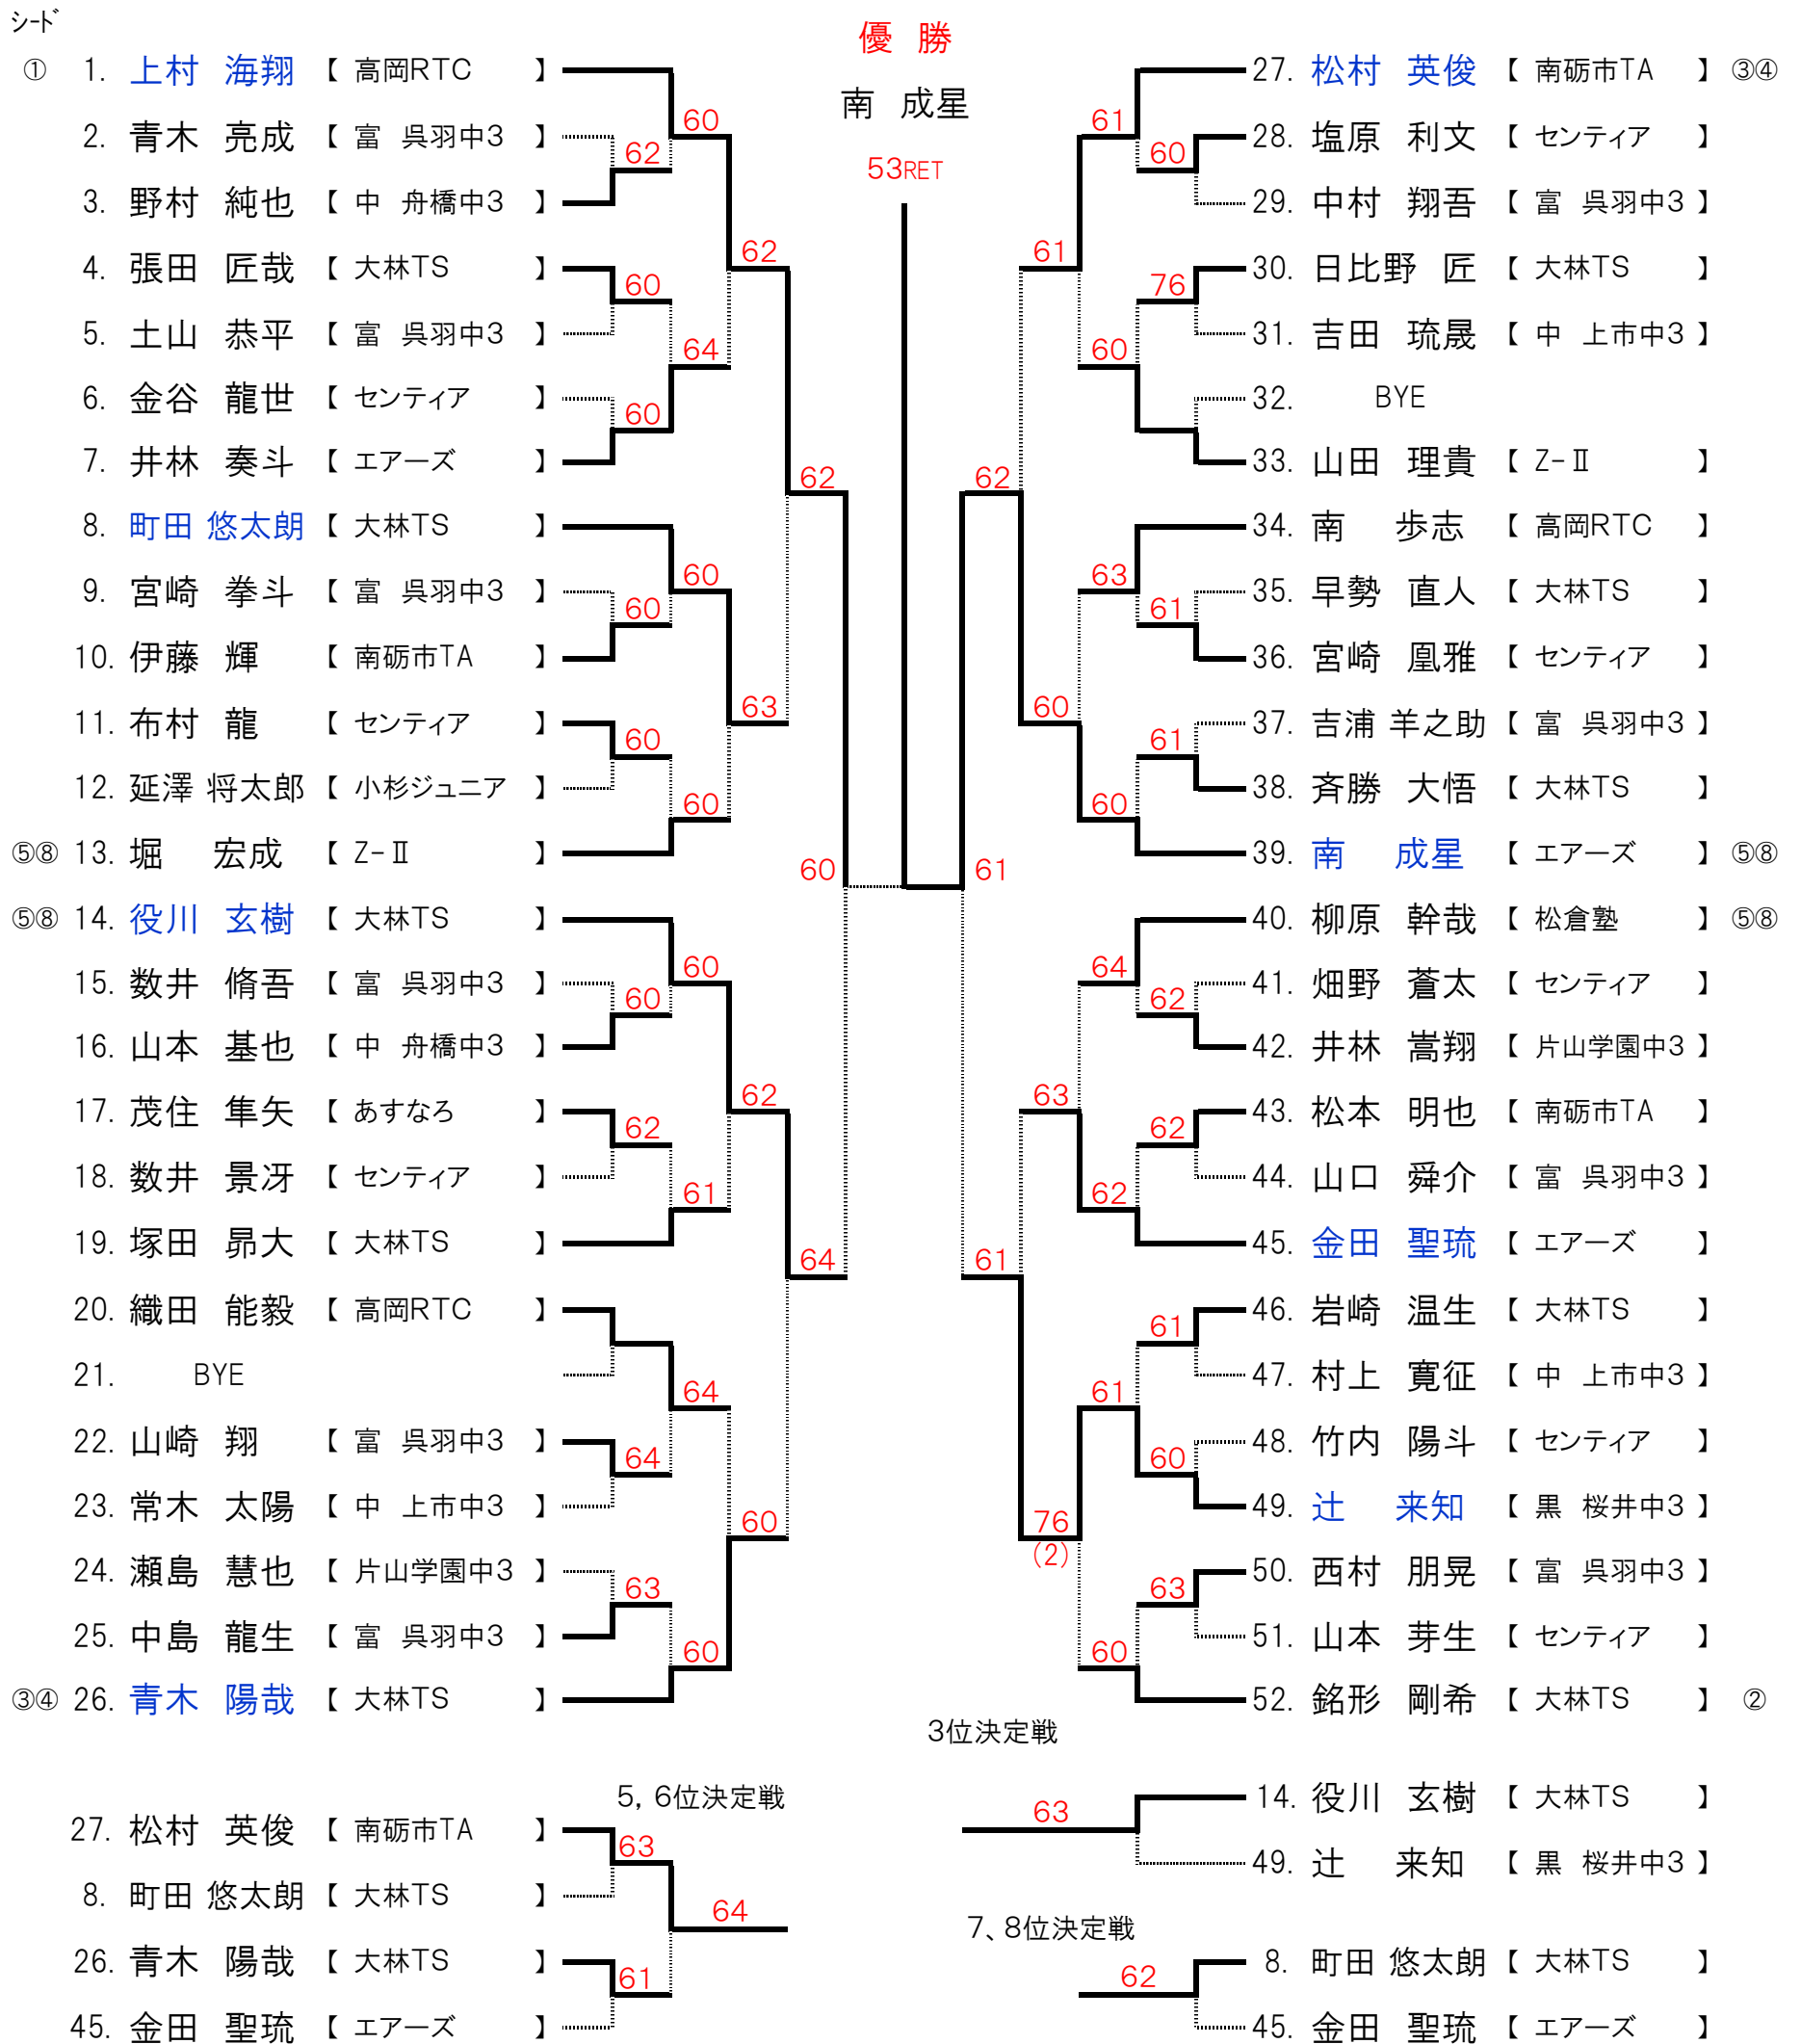 シード
優 勝
南 成星
53RET
① 1. 上村 海翔 【 高岡RTC 】
2. 青木 亮成 【 富 呉羽中3 】
3. 野村 純也 【 中 舟橋中3 】
4. 張田 匠哉 【 大林TS 】
5. 土山 恭平 【 富 呉羽中3 】
6. 金谷 龍世 【 センティア 】
7. 井林 奏斗 【 エアーズ 】
8. 町田 悠太朗 【 大林TS 】
9. 宮崎 拳斗 【 富 呉羽中3 】
10. 伊藤 輝 【 南砺市TA 】
11. 布村 龍 【 センティア 】
12. 延澤 将太郎 【 小杉ジュニア 】
⑤⑧ 13. 堀 宏成 【 Z-Ⅱ 】
⑤⑧ 14. 役川 玄樹 【 大林TS 】
15. 数井 脩吾 【 富 呉羽中3 】
16. 山本 基也 【 中 舟橋中3 】
17. 茂住 隼矢 【 あすなろ 】
18. 数井 景冴 【 センティア 】
19. 塚田 昴大 【 大林TS 】
20. 織田 能毅 【 高岡RTC 】
21. BYE
22. 山崎 翔 【 富 呉羽中3 】
23. 常木 太陽 【 中 上市中3 】
24. 瀬島 慧也 【 片山学園中3 】
25. 中島 龍生 【 富 呉羽中3 】
③④ 26. 青木 陽哉 【 大林TS 】
62
60
60
60
60
60
62
64
63
60
64
60
60
60
61
64
60
62
63
62
60
62
64
60
27. 松村 英俊 【 南砺市TA 】 ③④
28. 塩原 利文 【 センティア 】
29. 中村 翔吾 【 富 呉羽中3 】
30. 日比野 匠 【 大林TS 】
31. 吉田 琉晟 【 中 上市中3 】
32. BYE
33. 山田 理貴 【 Z-Ⅱ 】
34. 南 歩志 【 高岡RTC 】
35. 早勢 直人 【 大林TS 】
36. 宮崎 凰雅 【 センティア 】
37. 吉浦 羊之助 【 富 呉羽中3 】
38. 斉勝 大悟 【 大林TS 】
39. 南 成星 【 エアーズ 】 ⑤⑧
40. 柳原 幹哉 【 松倉塾 】 ⑤⑧
41. 畑野 蒼太 【 センティア 】
42. 井林 嵩翔 【 片山学園中3 】
43. 松本 明也 【 南砺市TA 】
44. 山口 舜介 【 富 呉羽中3 】
45. 金田 聖琉 【 エアーズ 】
46. 岩崎 温生 【 大林TS 】
47. 村上 寛征 【 中 上市中3 】
48. 竹内 陽斗 【 センティア 】
49. 辻 来知 【 黒 桜井中3 】
50. 西村 朋晃 【 富 呉羽中3 】
51. 山本 芽生 【 センティア 】
52. 銘形 剛希 【 大林TS 】 ②
60
76
61
61
62
62
61
60
63
61
60
63
60
64
62
61
60
61
60
63
76
(2)
62
61
61
3位決定戦
14. 役川 玄樹 【 大林TS 】
49. 辻 来知 【 黒 桜井中3 】
63
5, 6位決定戦
27. 松村 英俊 【 南砺市TA 】
8. 町田 悠太朗 【 大林TS 】
26. 青木 陽哉 【 大林TS 】
45. 金田 聖琉 【 エアーズ 】
63
61
64
7、8位決定戦
8. 町田 悠太朗 【 大林TS 】
45. 金田 聖琉 【 エアーズ 】
62